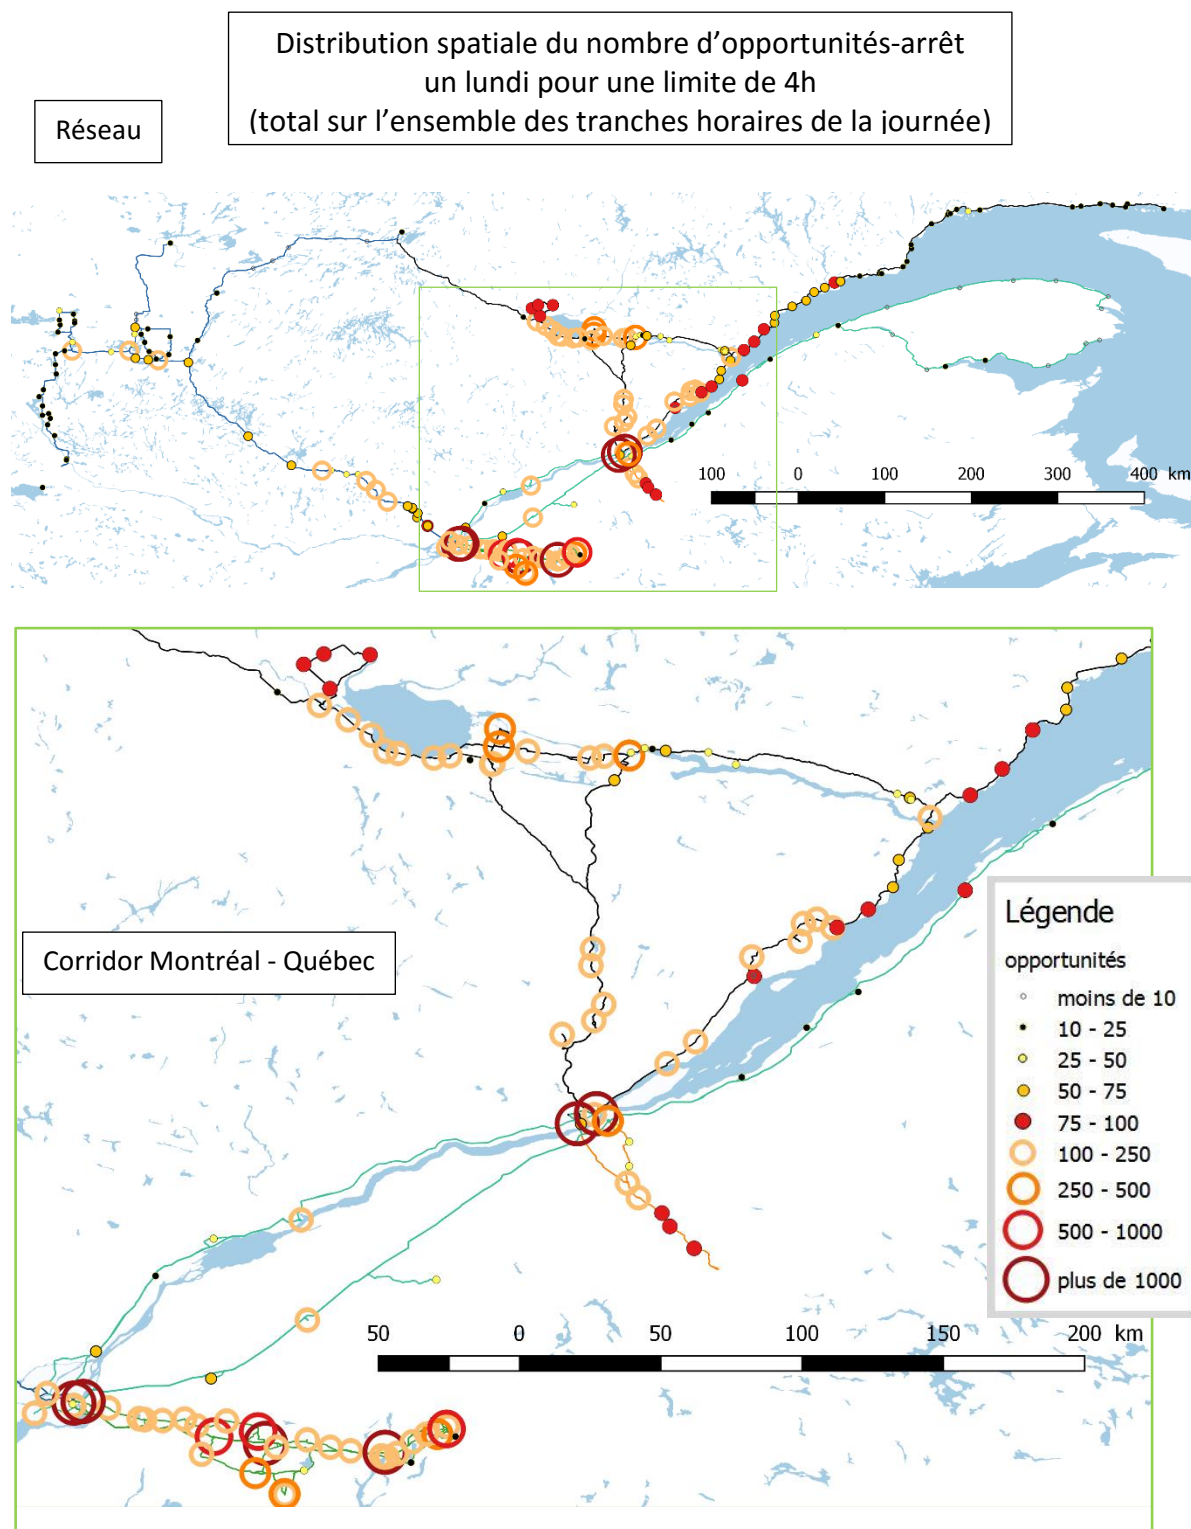 Distribution spatiale du nombre d’opportunités-arrêt
un lundi pour une limite de 4h
(total sur l’ensemble des tranches horaires de la journée)
Réseau
100 0 100 200 300 400 km
Corridor Montréal - Québec
Légende
opportunités
moins de 10
10 - 25
25 - 50
50 - 75
75 - 100
100 - 250
250 - 500
500 - 1000
plus de 1000
50 0 50 100 150 200 km